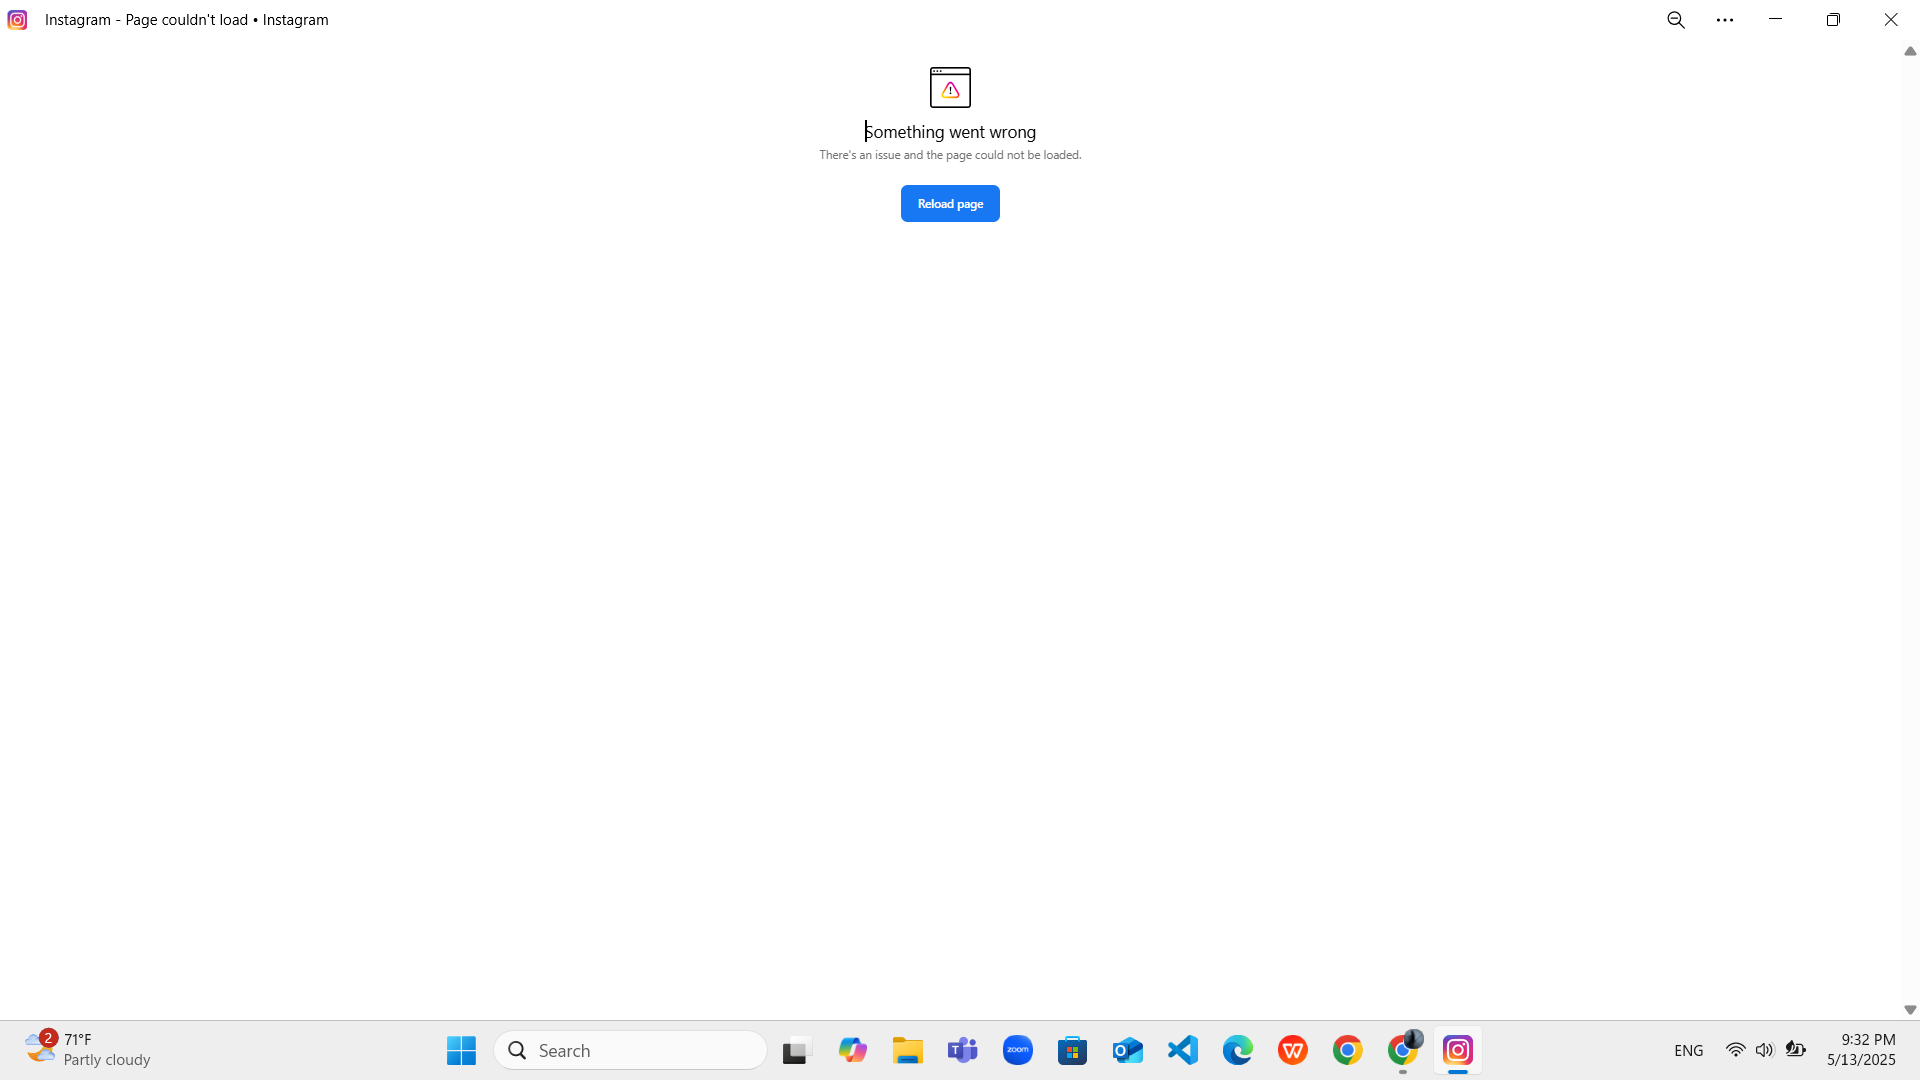 Instagram - Page couldn't load • Instagram
Something went wrong
There's an issue and the page could not be loaded.
Reload page
2
71°F
Partly cloudy
Search
zoom
ENG
9:32 PM
5/13/2025